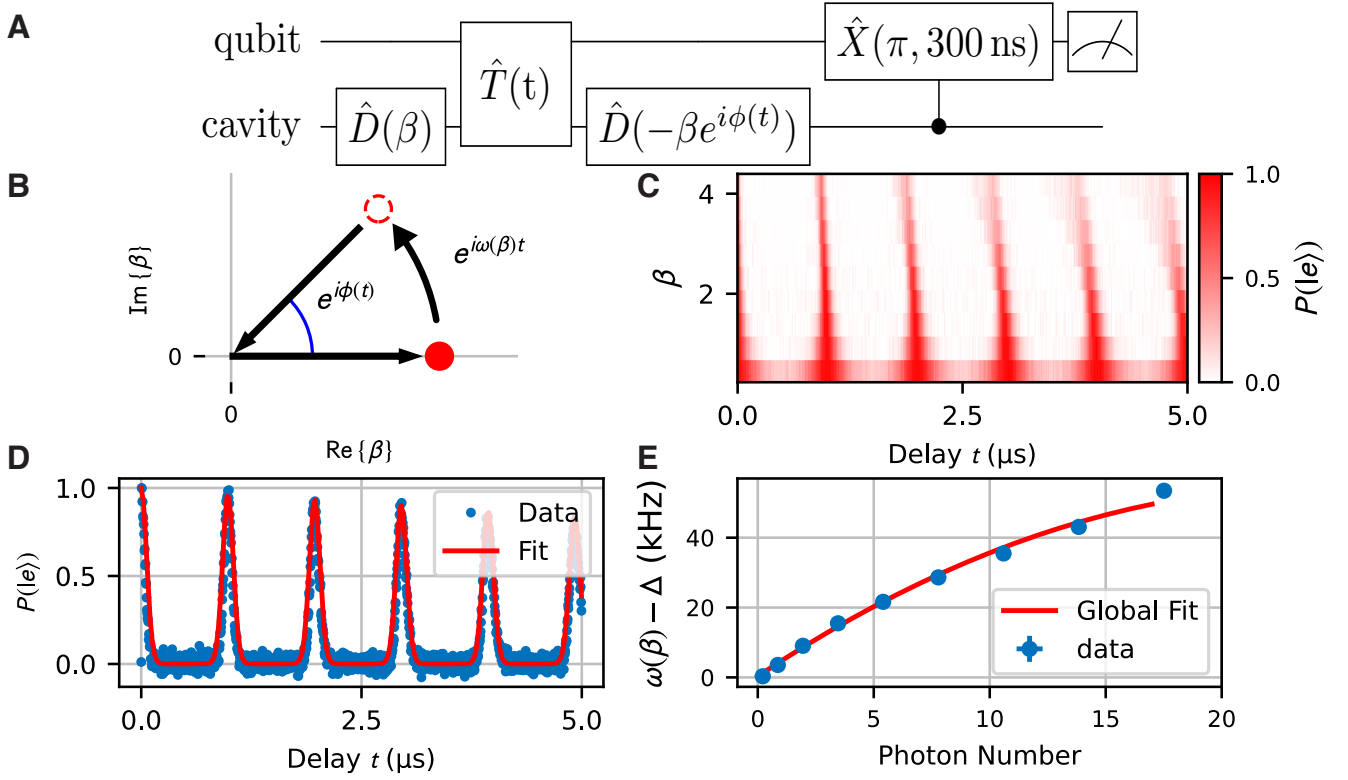 A
qubit
cavity
D̂(β)
T̂(t)
D̂(−βe^{iϕ(t)})
X̂(π, 300 ns)
B
Im {β}
0
0
Re {β}
e^{iω(β)t}
e^{iϕ(t)}
C
β
4
2
0.0
2.5
5.0
Delay t (μs)
1.0
0.5
0.0
P(|e⟩)
D
P(|e⟩)
1.0
0.5
0.0
0.0
2.5
5.0
Delay t (μs)
Data
Fit
E
ω(β) − Δ (kHz)
40
20
0
0
5
10
15
20
Photon Number
Global Fit
data